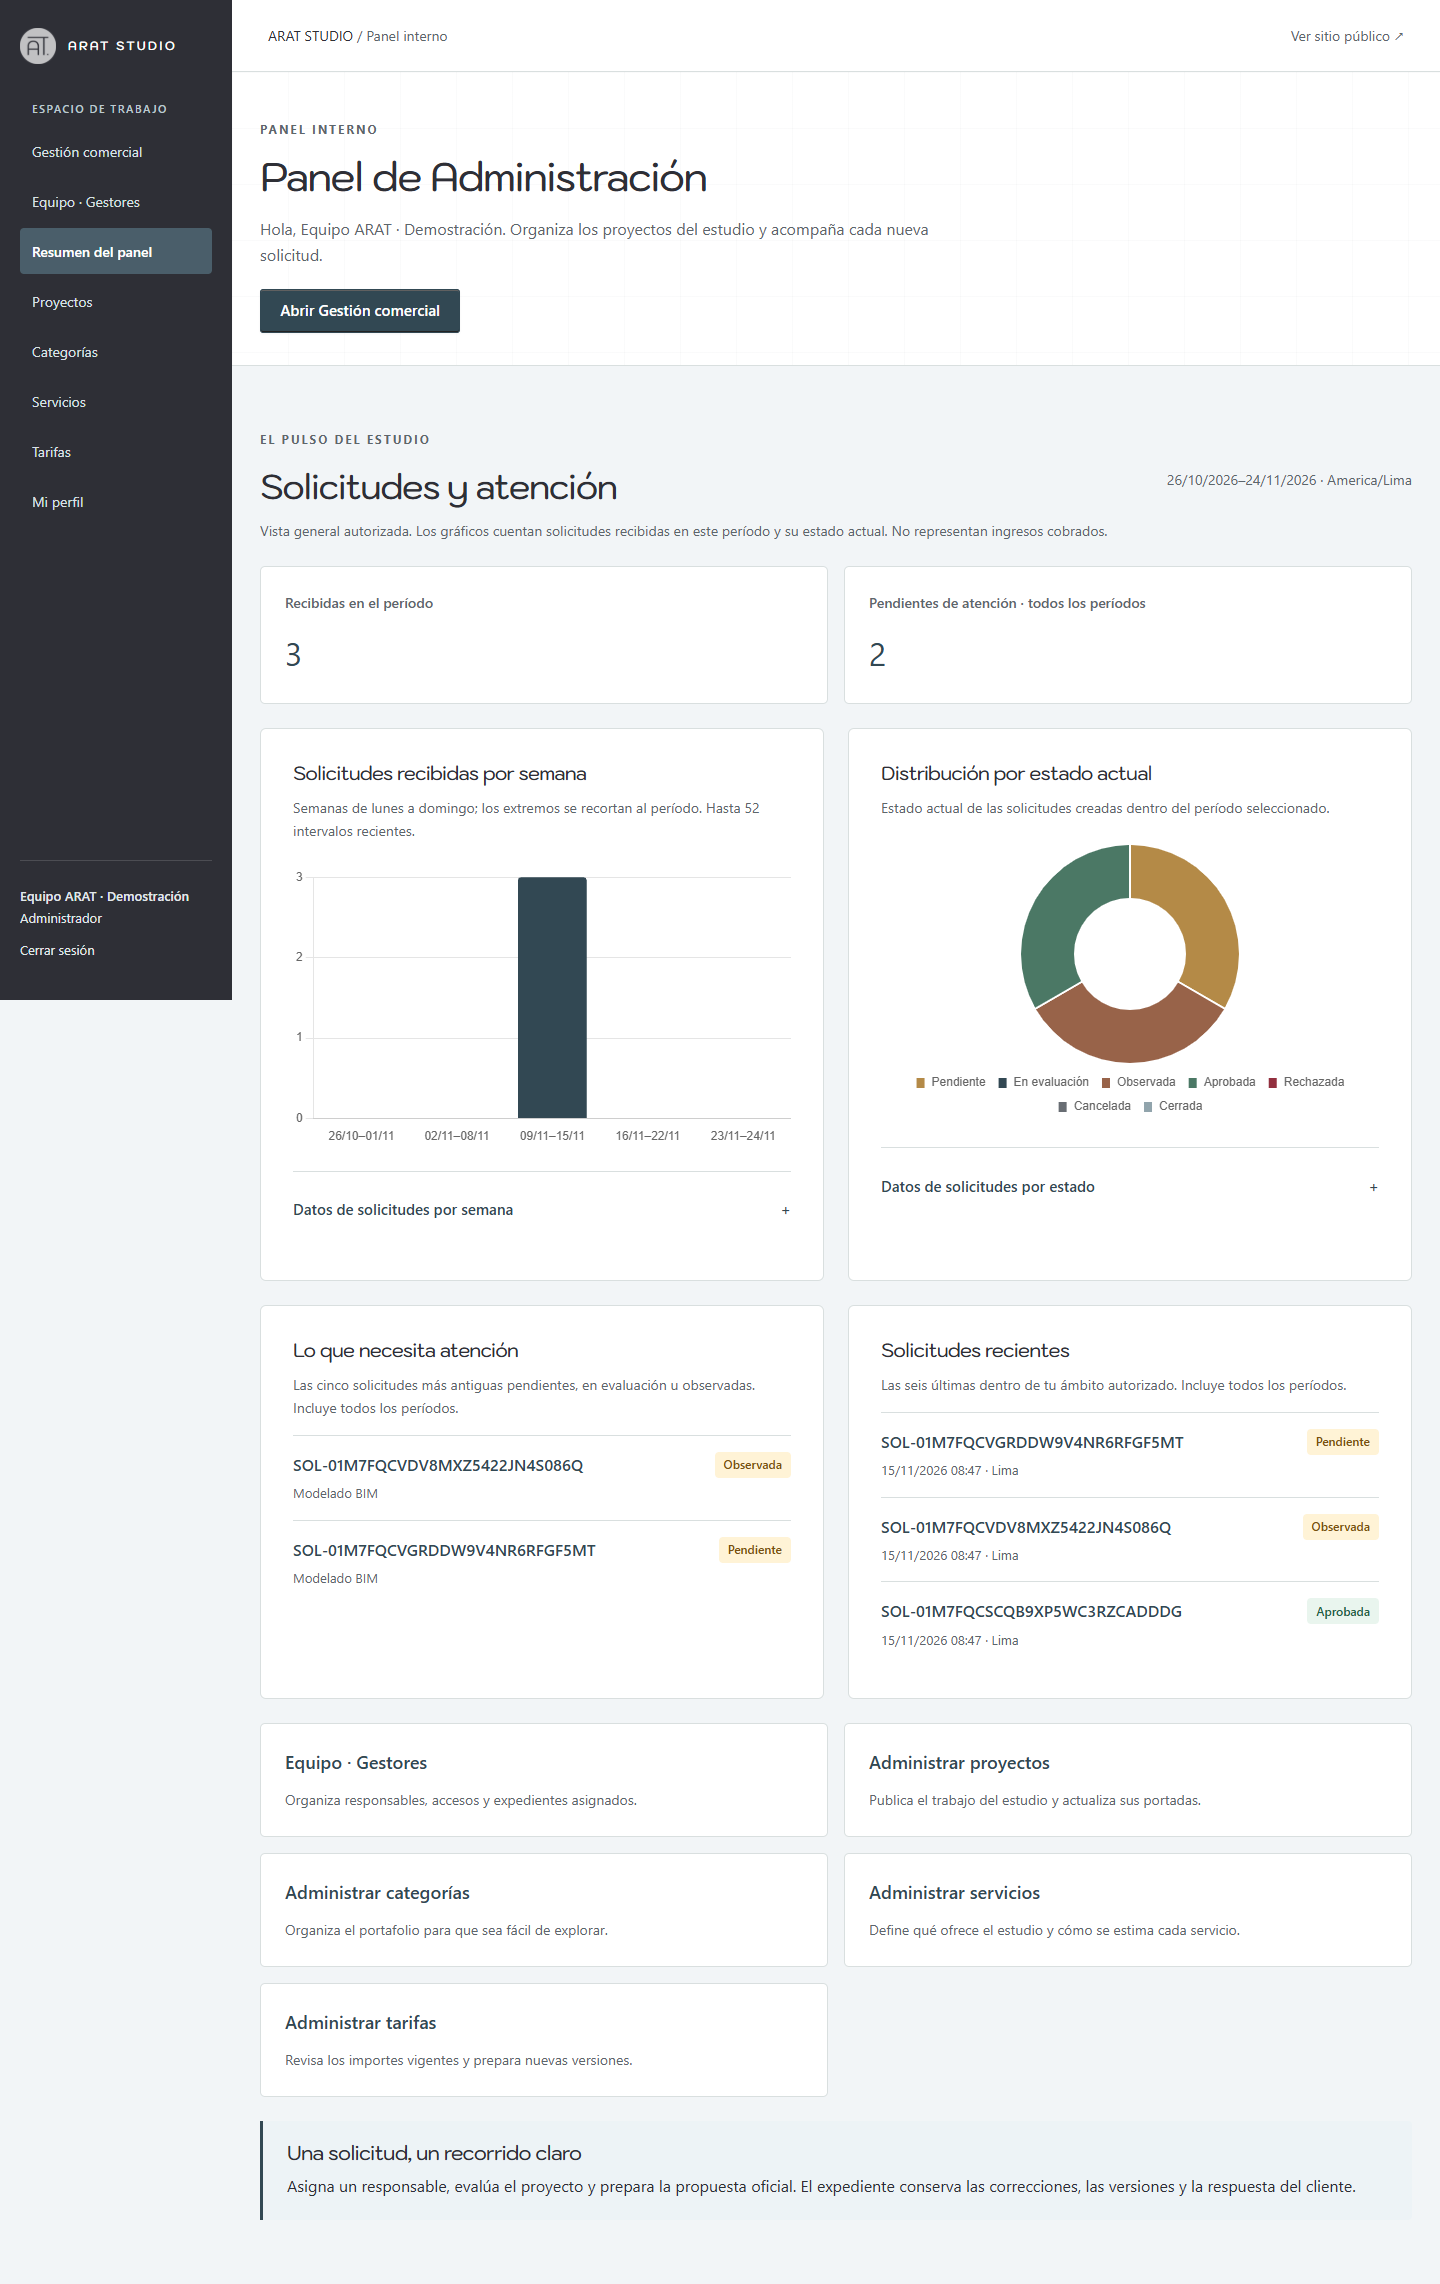 AT.
ARAT STUDIO
ESPACIO DE TRABAJO
Gestión comercial
Equipo · Gestores
Resumen del panel
Proyectos
Categorías
Servicios
Tarifas
Mi perfil
Equipo ARAT · Demostración
Administrador
Cerrar sesión
ARAT STUDIO / Panel interno
Ver sitio público ↗
PANEL INTERNO
Panel de Administración
Hola, Equipo ARAT · Demostración. Organiza los proyectos del estudio y acompaña cada nueva
solicitud.
Abrir Gestión comercial
EL PULSO DEL ESTUDIO
Solicitudes y atención
26/10/2026–24/11/2026 · America/Lima
Vista general autorizada. Los gráficos cuentan solicitudes recibidas en este período y su estado actual. No representan ingresos cobrados.
Recibidas en el período
3
Pendientes de atención · todos los períodos
2
Solicitudes recibidas por semana
Semanas de lunes a domingo; los extremos se recortan al período. Hasta 52
intervalos recientes.
3
2
1
0
26/10–01/11 02/11–08/11 09/11–15/11 16/11–22/11 23/11–24/11
Datos de solicitudes por semana +
Distribución por estado actual
Estado actual de las solicitudes creadas dentro del período seleccionado.
Pendiente En evaluación Observada Aprobada Rechazada
Cancelada Cerrada
Datos de solicitudes por estado +
Lo que necesita atención
Las cinco solicitudes más antiguas pendientes, en evaluación u observadas.
Incluye todos los períodos.
SOL-01M7FQCVDV8MXZ5422JN4S086Q Observada
Modelado BIM
SOL-01M7FQCVGRDDW9V4NR6RFGF5MT Pendiente
Modelado BIM
Solicitudes recientes
Las seis últimas dentro de tu ámbito autorizado. Incluye todos los períodos.
SOL-01M7FQCVGRDDW9V4NR6RFGF5MT Pendiente
15/11/2026 08:47 · Lima
SOL-01M7FQCVDV8MXZ5422JN4S086Q Observada
15/11/2026 08:47 · Lima
SOL-01M7FQCSCQB9XP5WC3RZCADDDG Aprobada
15/11/2026 08:47 · Lima
Equipo · Gestores
Organiza responsables, accesos y expedientes asignados.
Administrar proyectos
Publica el trabajo del estudio y actualiza sus portadas.
Administrar categorías
Organiza el portafolio para que sea fácil de explorar.
Administrar servicios
Define qué ofrece el estudio y cómo se estima cada servicio.
Administrar tarifas
Revisa los importes vigentes y prepara nuevas versiones.
Una solicitud, un recorrido claro
Asigna un responsable, evalúa el proyecto y prepara la propuesta oficial. El expediente conserva las correcciones, las versiones y la respuesta del cliente.